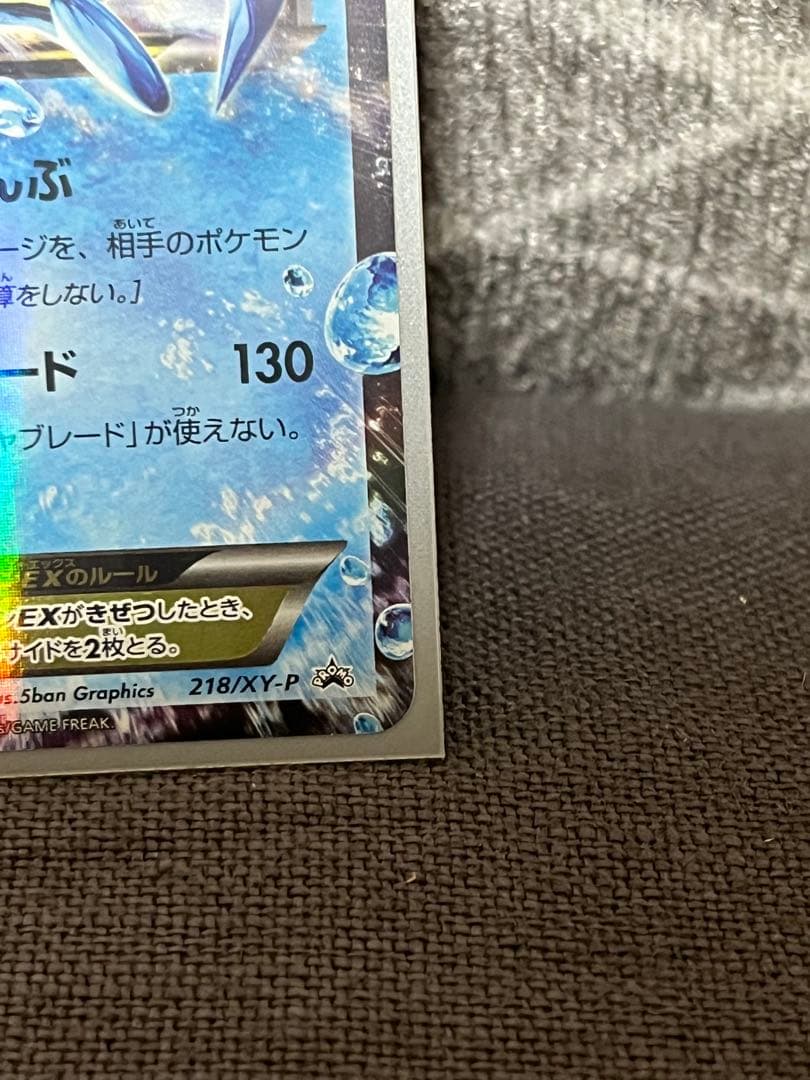 んぶ
ージを、相手のポケモン
あいて
算をしない。]
ん
ード 130
ャブレード」が使えない。
つか
エックス
EXのルール
ンEXがきぜつしたとき、
サイドを2枚とる。
まい
us.5ban Graphics 218/XY-P PROMO
s/GAME FREAK.